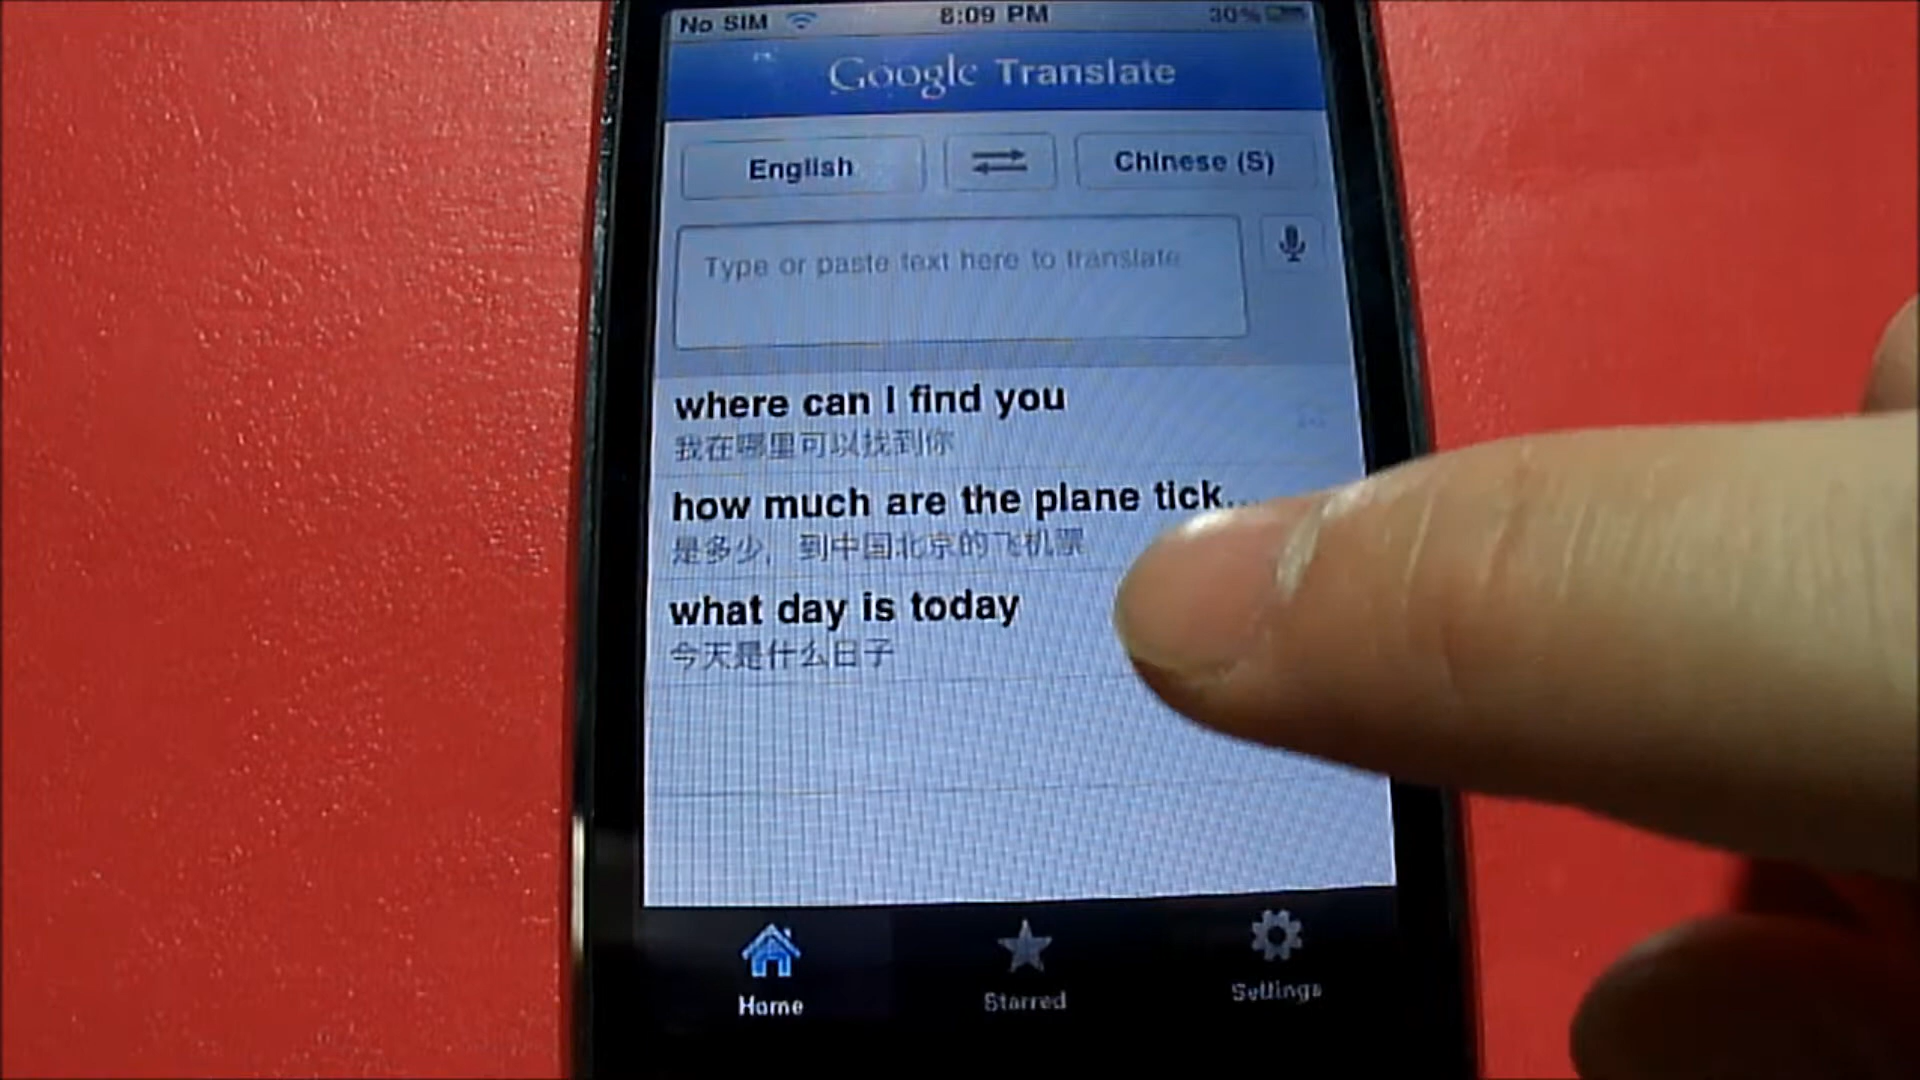 No SIM 8:09 PM 30%
Google Translate
English Chinese (S)
Type or paste text here to translate
where can I find you
我在哪里可以找到你
how much are the plane tick...
是多少，到中国北京的飞机票
what day is today
今天是什么日子
Home Starred Settings